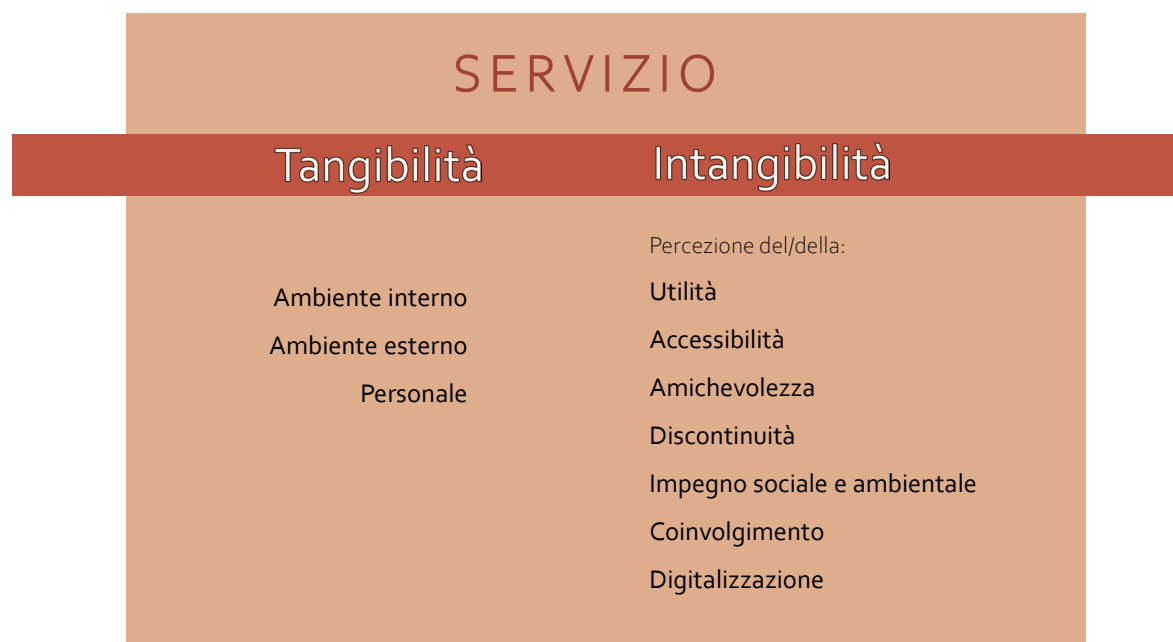 SERVIZIO
Tangibilità
Intangibilità
Ambiente interno
Ambiente esterno
Personale
Percezione del/della:
Utilità
Accessibilità
Amichevolezza
Discontinuità
Impegno sociale e ambientale
Coinvolgimento
Digitalizzazione